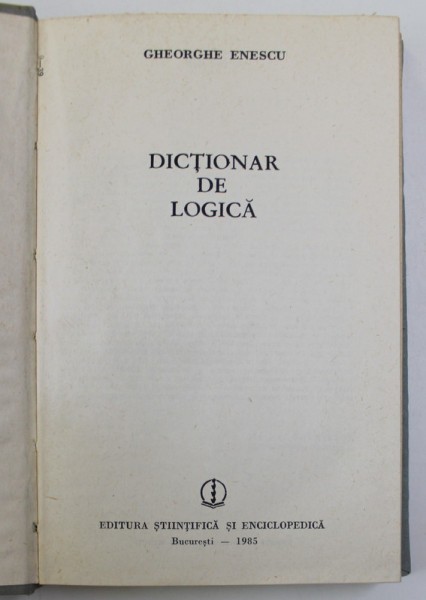 GHEORGHE ENESCU
DICȚIONAR
DE
LOGICĂ
EDITURA ȘTIINȚIFICĂ ȘI ENCICLOPEDICĂ
București — 1985